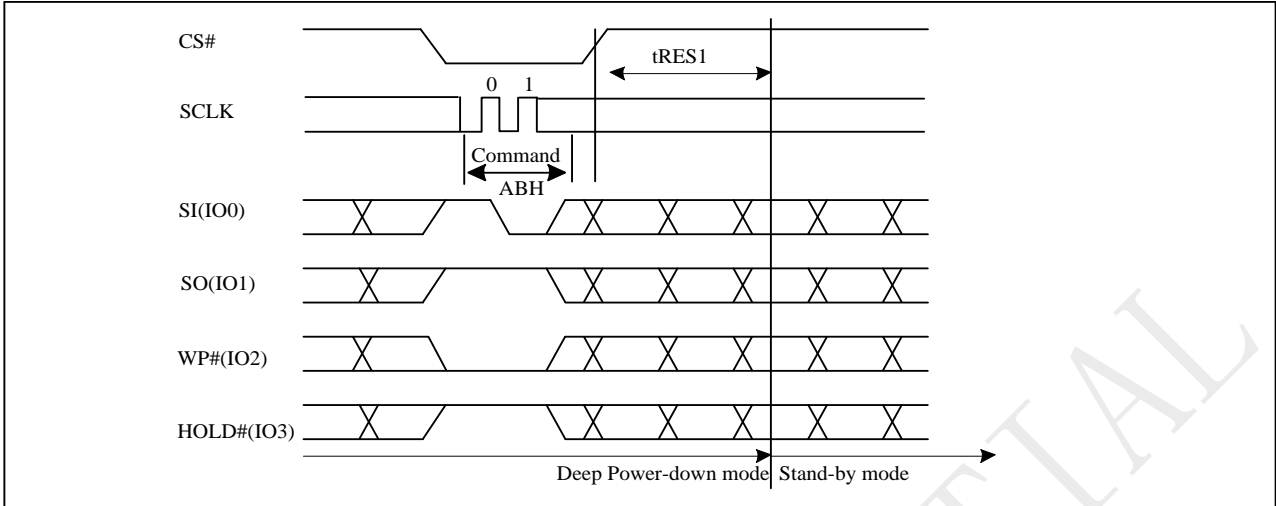 CS#
tRES1
0 1
SCLK
Command
ABH
SI(IO0)
SO(IO1)
WP#(IO2)
HOLD#(IO3)
Deep Power-down mode Stand-by mode
TIAL